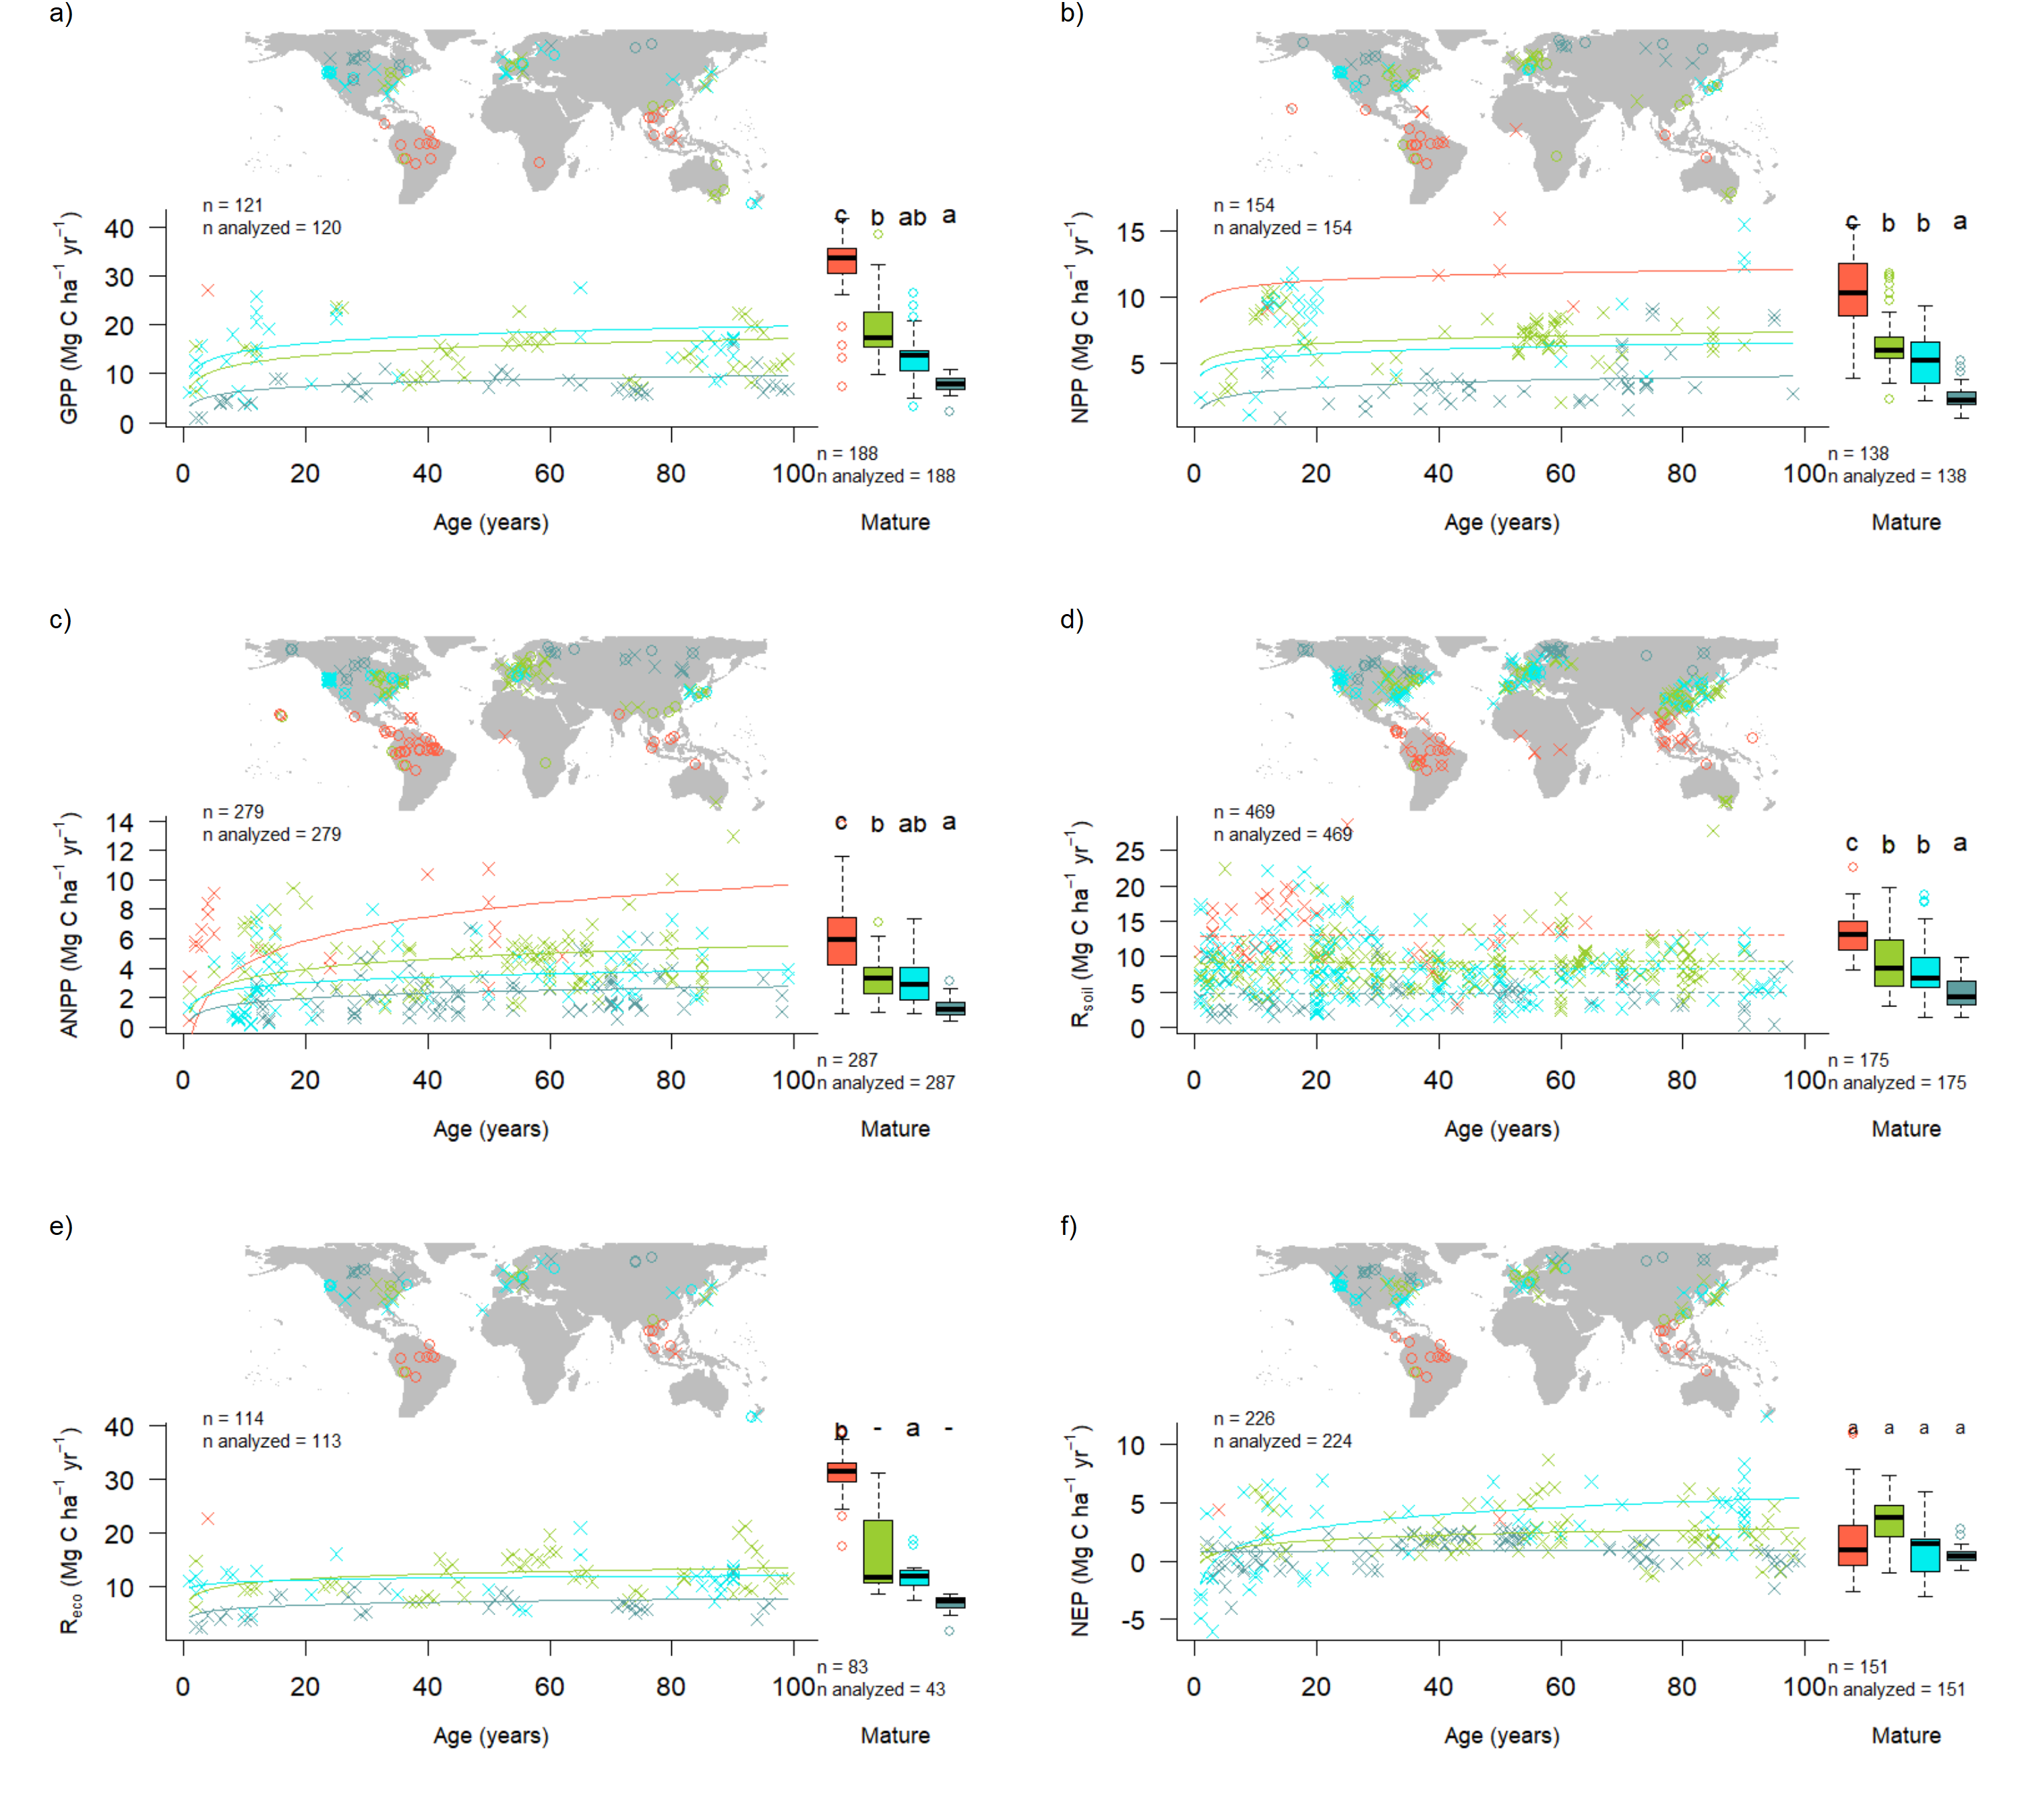 a)
n = 121
n analyzed = 120
GPP (Mg C ha⁻¹ yr⁻¹)
40
30
20
10
0
0 20 40 60 80 100
Age (years)
c b ab a
n = 188
n analyzed = 188
Mature
b)
n = 154
n analyzed = 154
NPP (Mg C ha⁻¹ yr⁻¹)
15
10
5
0 20 40 60 80 100
Age (years)
c b b a
n = 138
n analyzed = 138
Mature
c)
n = 279
n analyzed = 279
ANPP (Mg C ha⁻¹ yr⁻¹)
14
12
10
8
6
4
2
0
0 20 40 60 80 100
Age (years)
c b ab a
n = 287
n analyzed = 287
Mature
d)
n = 469
n analyzed = 469
Rsoil (Mg C ha⁻¹ yr⁻¹)
25
20
15
10
5
0
0 20 40 60 80 100
Age (years)
c b b a
n = 175
n analyzed = 175
Mature
e)
n = 114
n analyzed = 113
Reco (Mg C ha⁻¹ yr⁻¹)
40
30
20
10
0 20 40 60 80 100
Age (years)
b - a -
n = 83
n analyzed = 43
Mature
f)
n = 226
n analyzed = 224
NEP (Mg C ha⁻¹ yr⁻¹)
10
5
0
-5
0 20 40 60 80 100
Age (years)
a a a a
n = 151
n analyzed = 151
Mature